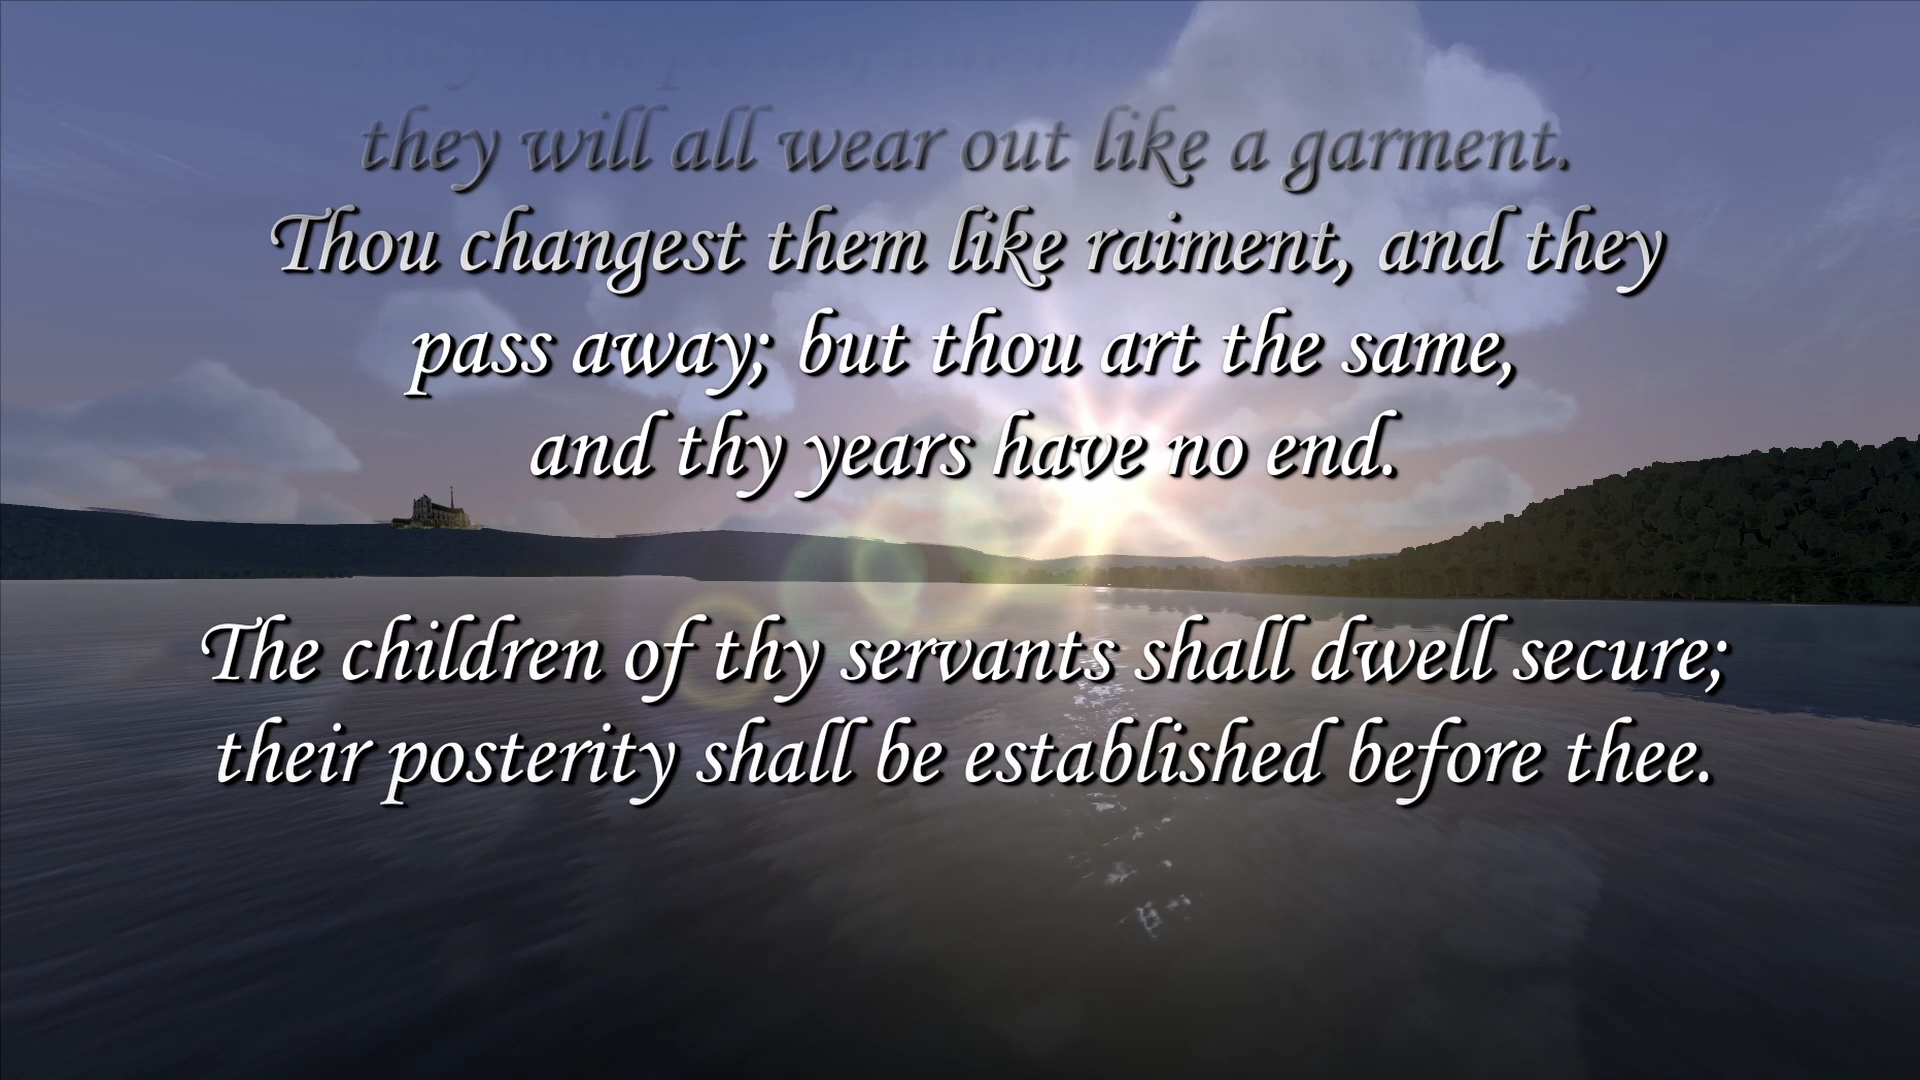 they will all wear out like a garment.
Thou changest them like raiment, and they
pass away; but thou art the same,
and thy years have no end.
The children of thy servants shall dwell secure;
their posterity shall be established before thee.